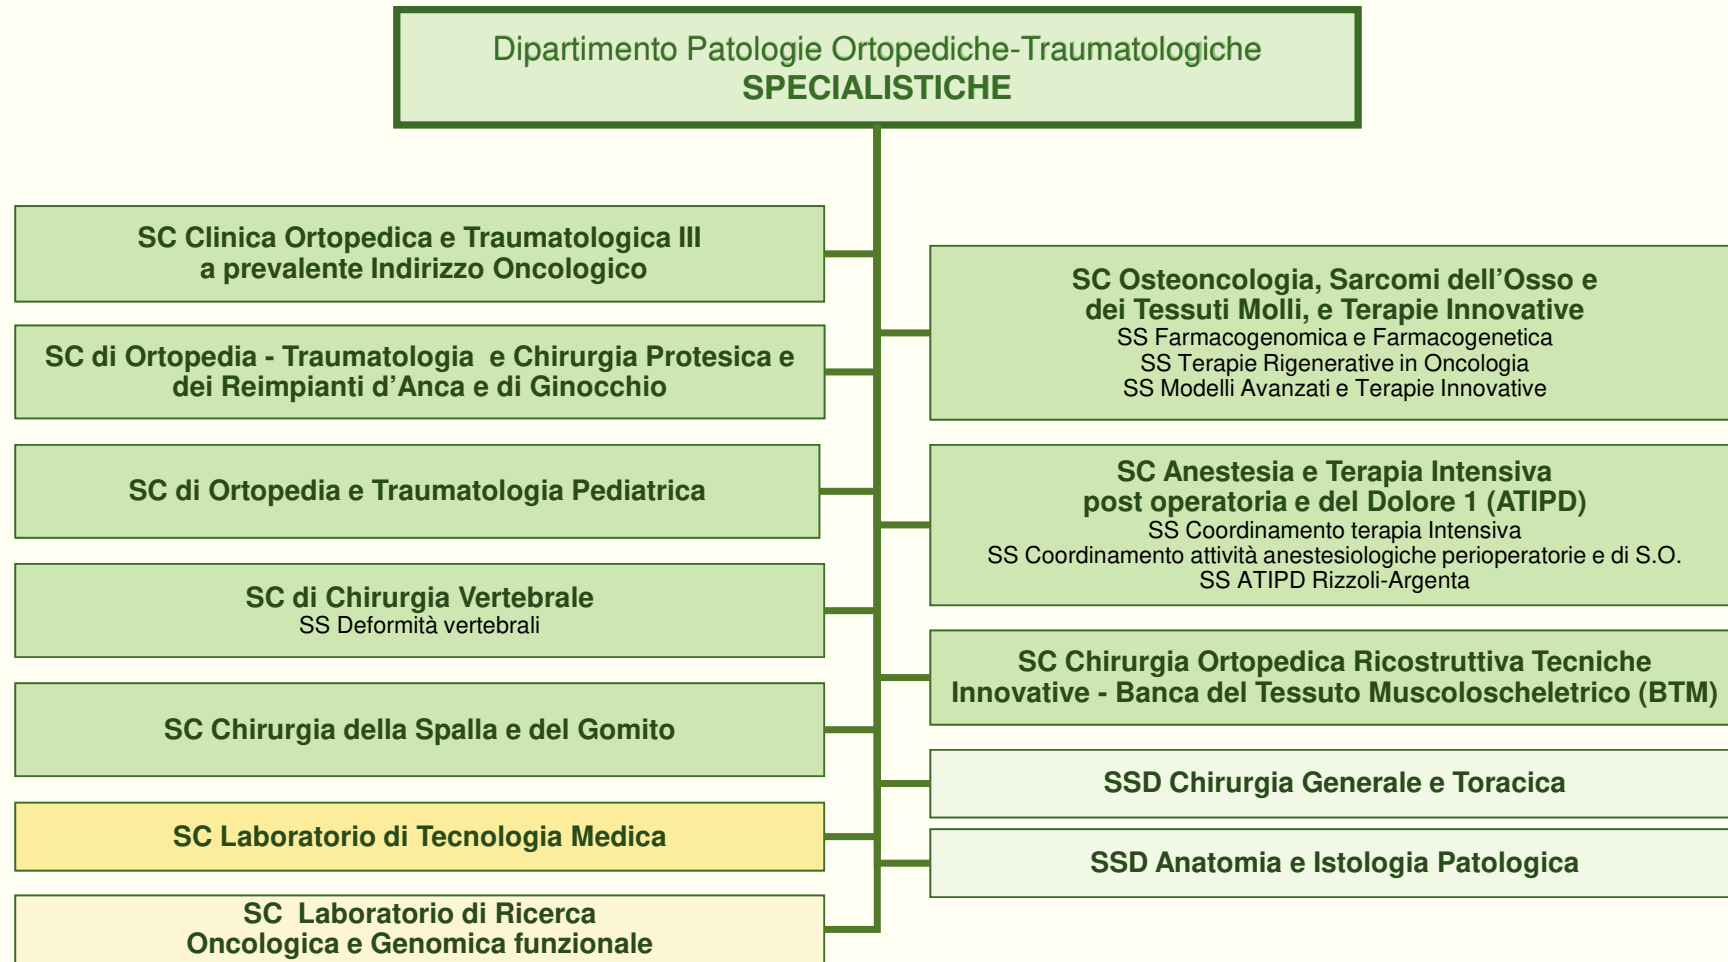 Dipartimento Patologie Ortopediche-Traumatologiche
SPECIALISTICHE
SC Clinica Ortopedica e Traumatologica III
a prevalente Indirizzo Oncologico
SC di Ortopedia - Traumatologia e Chirurgia Protesica e
dei Reimpianti d’Anca e di Ginocchio
SC di Ortopedia e Traumatologia Pediatrica
SC di Chirurgia Vertebrale
SS Deformità vertebrali
SC Chirurgia della Spalla e del Gomito
SC Laboratorio di Tecnologia Medica
SC Laboratorio di Ricerca
Oncologica e Genomica funzionale
SC Osteoncologia, Sarcomi dell’Osso e
dei Tessuti Molli, e Terapie Innovative
SS Farmacogenomica e Farmacogenetica
SS Terapie Rigenerative in Oncologia
SS Modelli Avanzati e Terapie Innovative
SC Anestesia e Terapia Intensiva
post operatoria e del Dolore 1 (ATIPD)
SS Coordinamento terapia Intensiva
SS Coordinamento attività anestesiologiche perioperatorie e di S.O.
SS ATIPD Rizzoli-Argenta
SC Chirurgia Ortopedica Ricostruttiva Tecniche
Innovative - Banca del Tessuto Muscoloscheletrico (BTM)
SSD Chirurgia Generale e Toracica
SSD Anatomia e Istologia Patologica